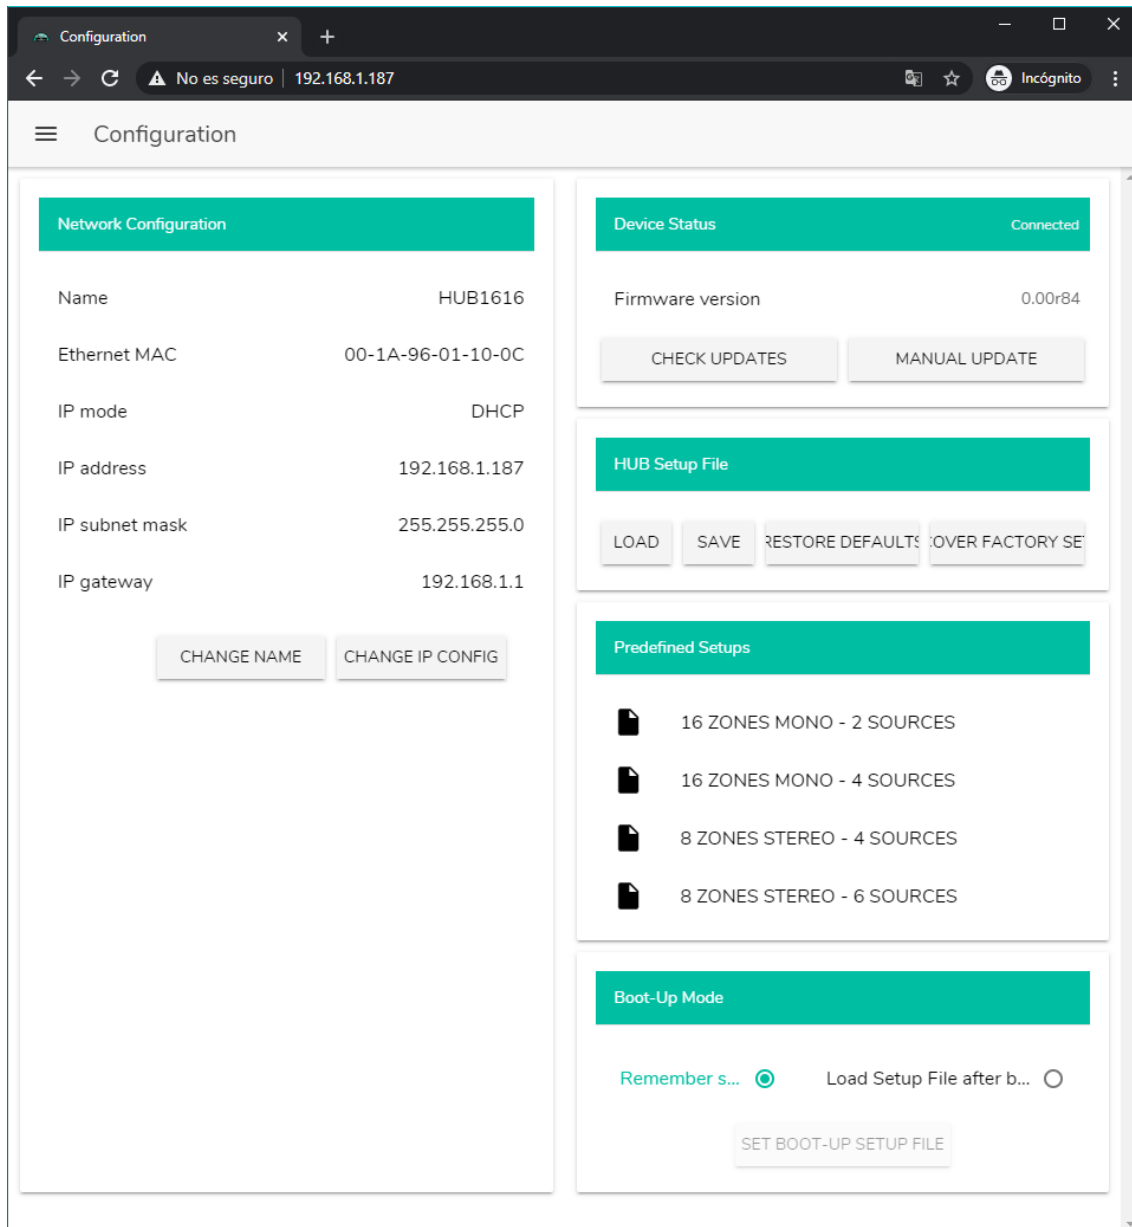 Configuration
No es seguro | 192.168.1.187
Incógnito
Configuration
Network Configuration
Name HUB1616
Ethernet MAC 00-1A-96-01-10-0C
IP mode DHCP
IP address 192.168.1.187
IP subnet mask 255.255.255.0
IP gateway 192.168.1.1
CHANGE NAME CHANGE IP CONFIG
Device Status Connected
Firmware version 0.00r84
CHECK UPDATES MANUAL UPDATE
HUB Setup File
LOAD SAVE RESTORE DEFAULTS OVER FACTORY SET
Predefined Setups
16 ZONES MONO - 2 SOURCES
16 ZONES MONO - 4 SOURCES
8 ZONES STEREO - 4 SOURCES
8 ZONES STEREO - 6 SOURCES
Boot-Up Mode
Remember s... Load Setup File after b...
SET BOOT-UP SETUP FILE